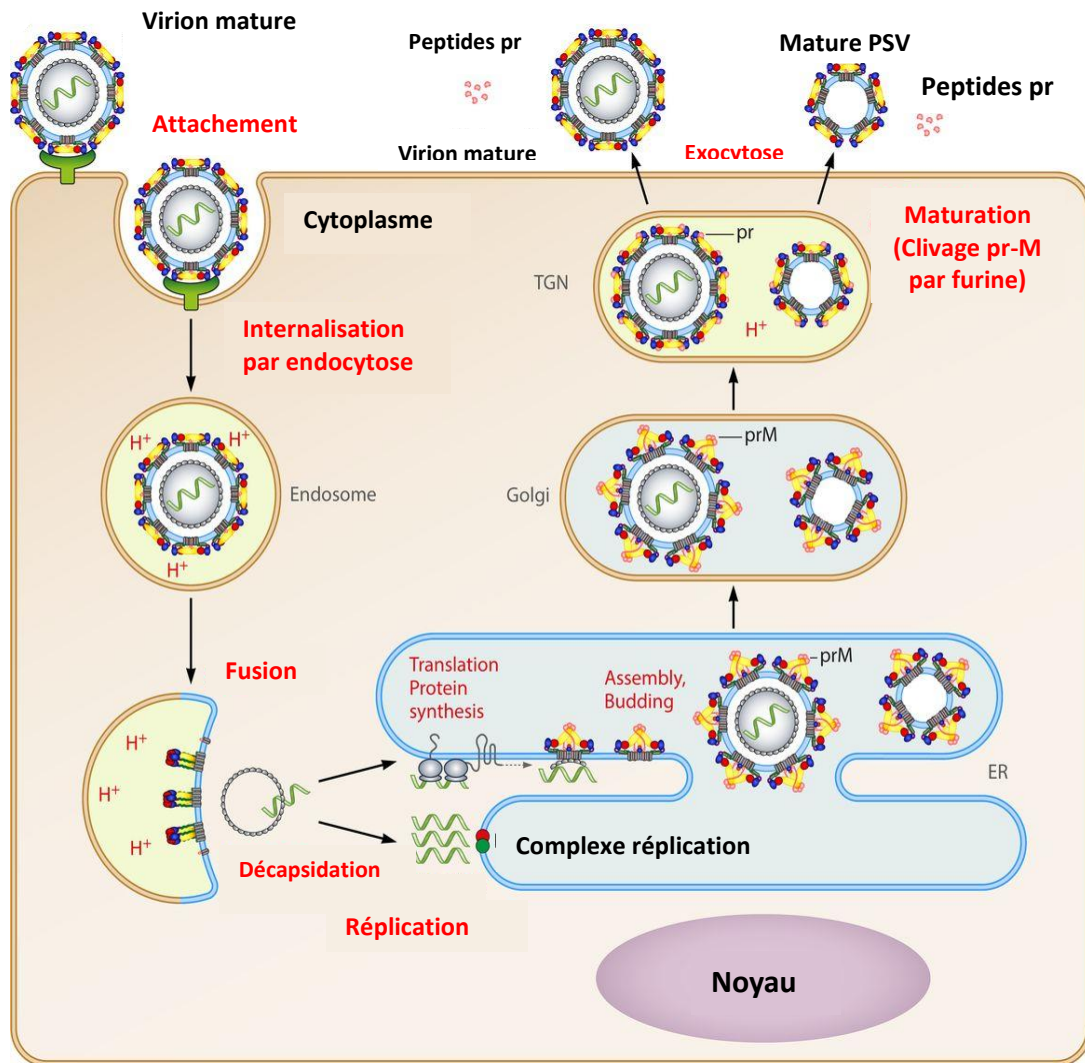 Virion mature
Peptides pr
Mature PSV
Peptides pr
Attachement
Virion mature
Exocytose
Cytoplasme
pr
TGN
H+
Maturation
(Clivage pr-M
par furine)
Internalisation
par endocytose
H+
H+
H+
Endosome
prM
Golgi
Fusion
Translation
Protein
synthesis
Assembly,
Budding
prM
H+
H+
H+
ER
Complexe réplication
Décapsidation
Réplication
Noyau